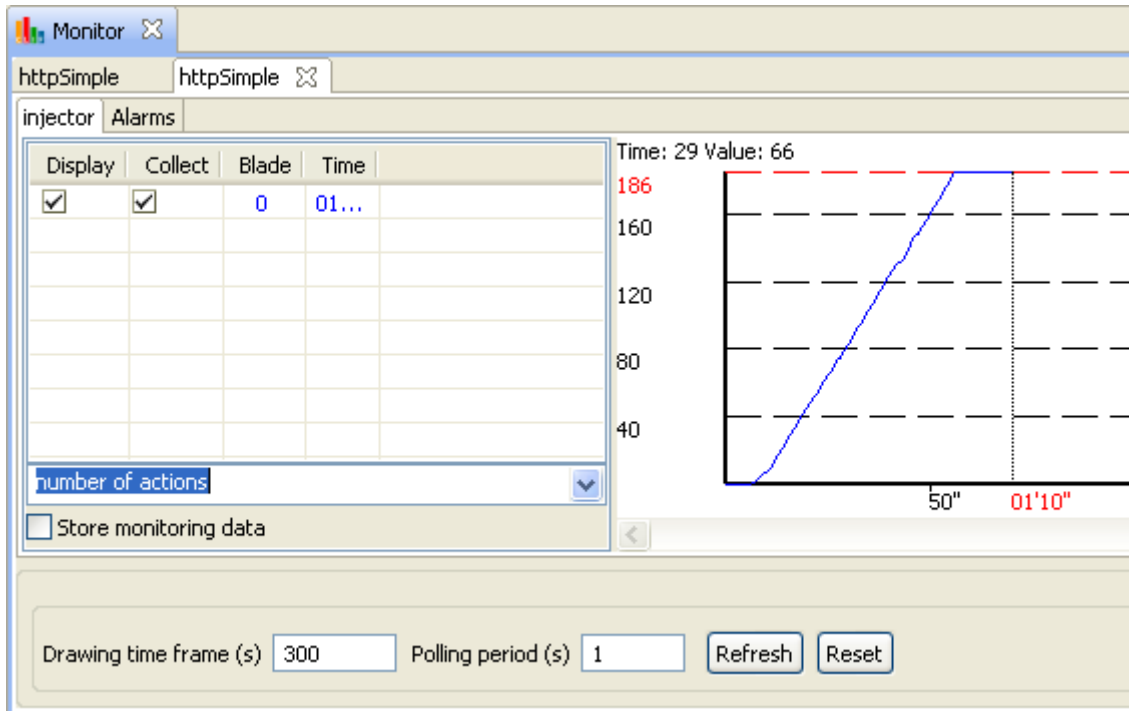 Monitor
httpSimple httpSimple
injector Alarms
Display Collect Blade Time
0 01...
number of actions
Store monitoring data
Time: 29 Value: 66
186
160
120
80
40
50" 01'10"
Drawing time frame (s) 300 Polling period (s) 1 Refresh Reset